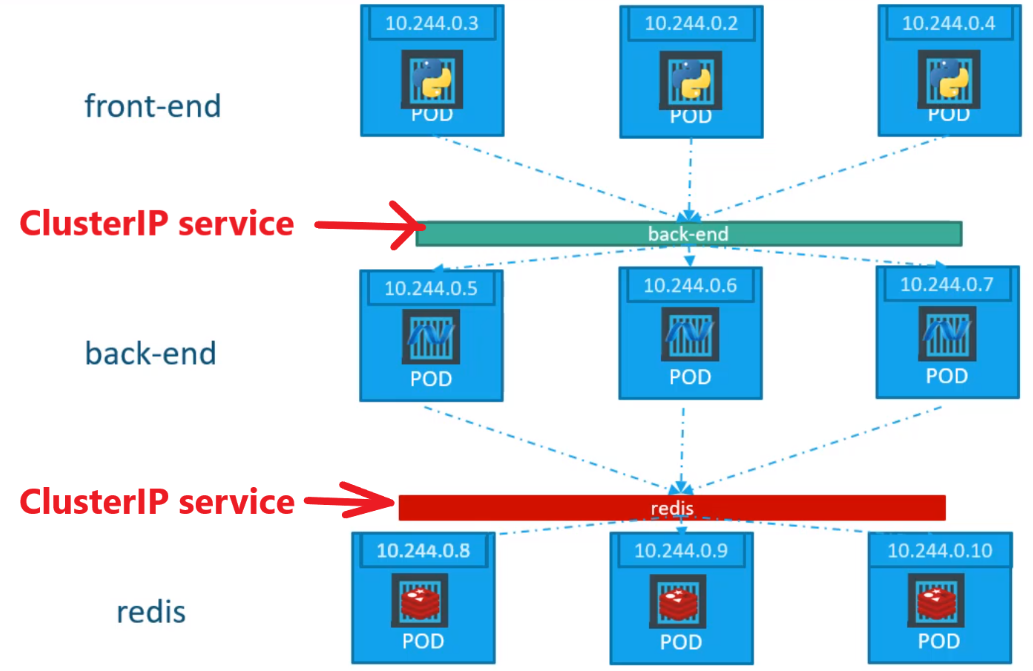 10.244.0.3
10.244.0.2
10.244.0.4
front-end
POD
POD
POD
ClusterIP service
back-end
10.244.0.5
10.244.0.6
10.244.0.7
back-end
POD
POD
POD
ClusterIP service
redis
10.244.0.8
10.244.0.9
10.244.0.10
redis
POD
POD
POD